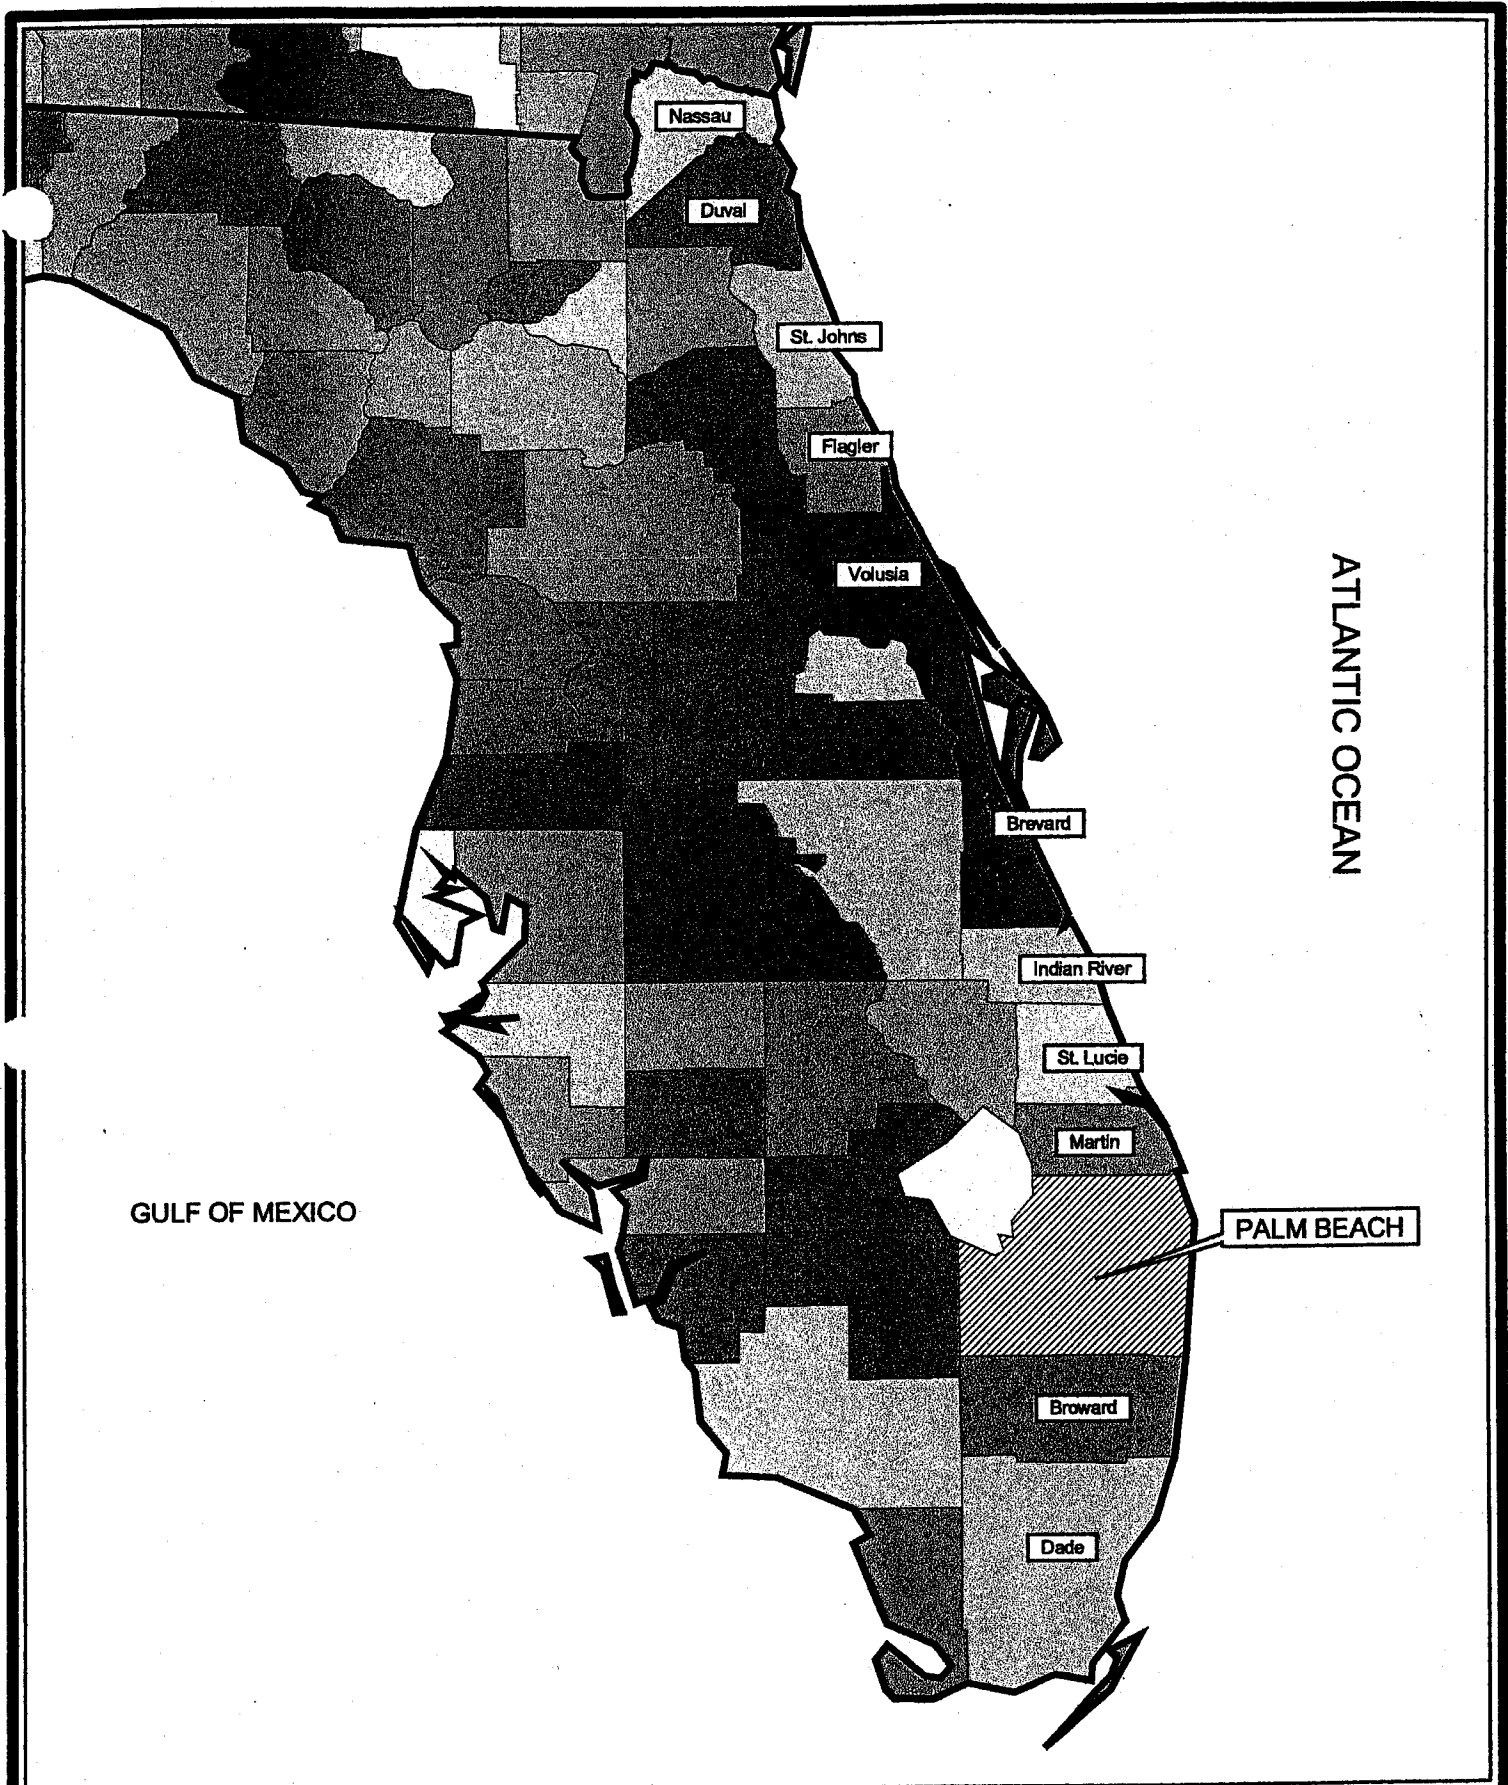 Nassau
Duval
St. Johns
Flagler
Volusia
ATLANTIC OCEAN
Brevard
Indian River
St. Lucie
Martin
GULF OF MEXICO
PALM BEACH
Broward
Dade